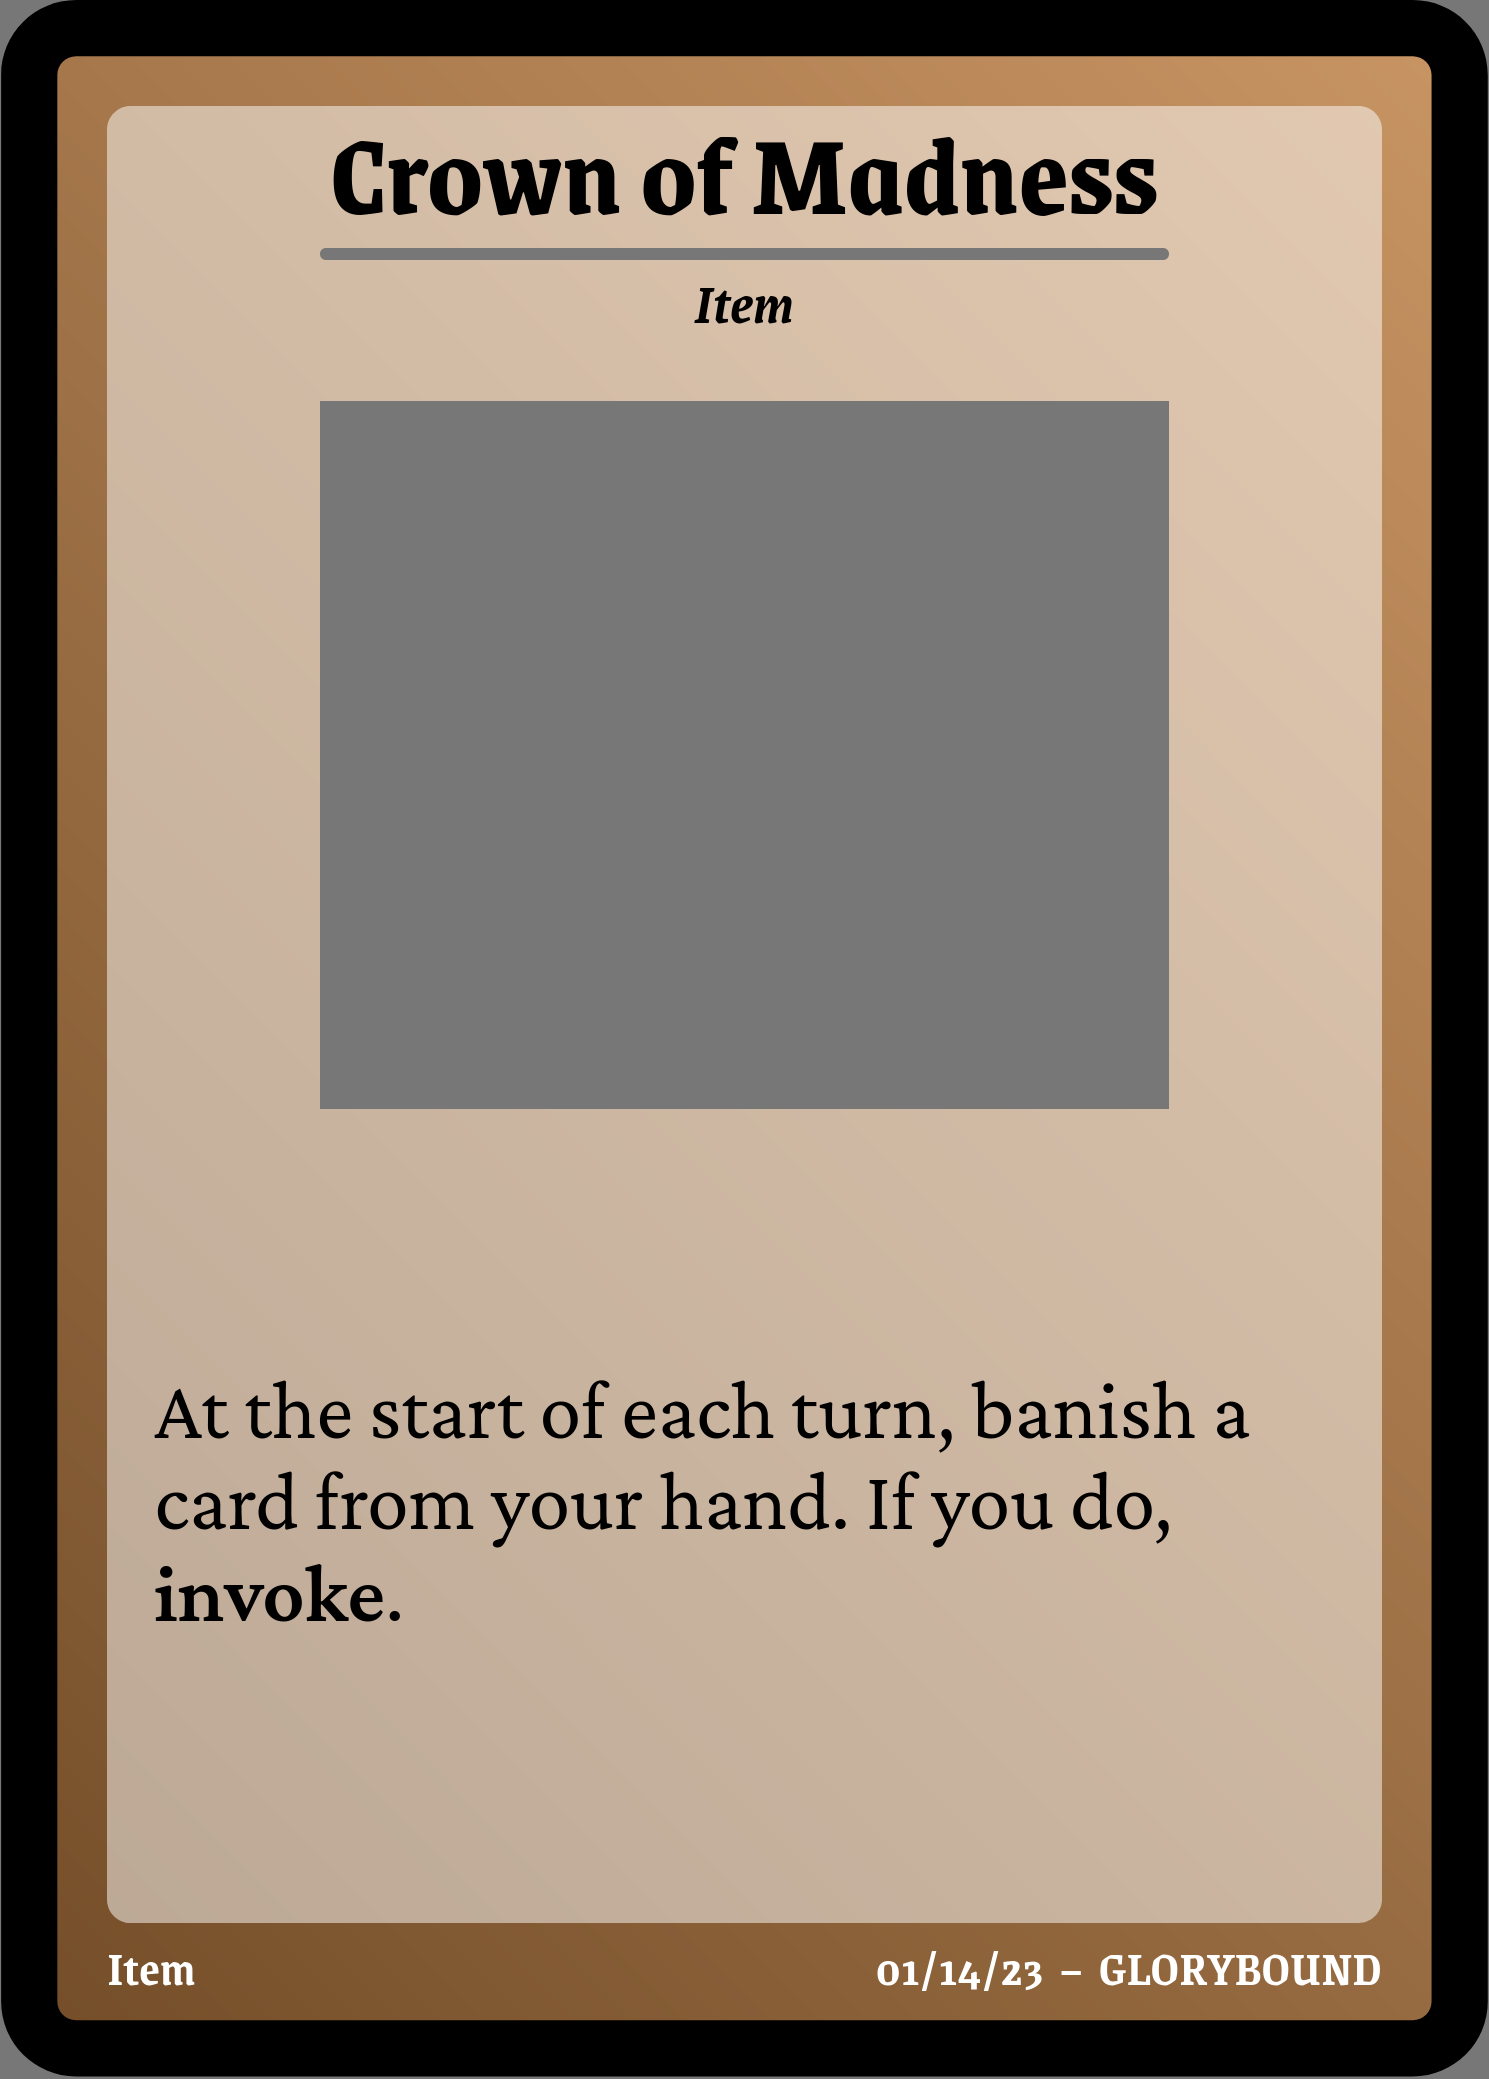 Crown of Madness
Item
At the start of each turn, banish a
card from your hand. If you do,
invoke.
Item
01/14/23 – GLORYBOUND